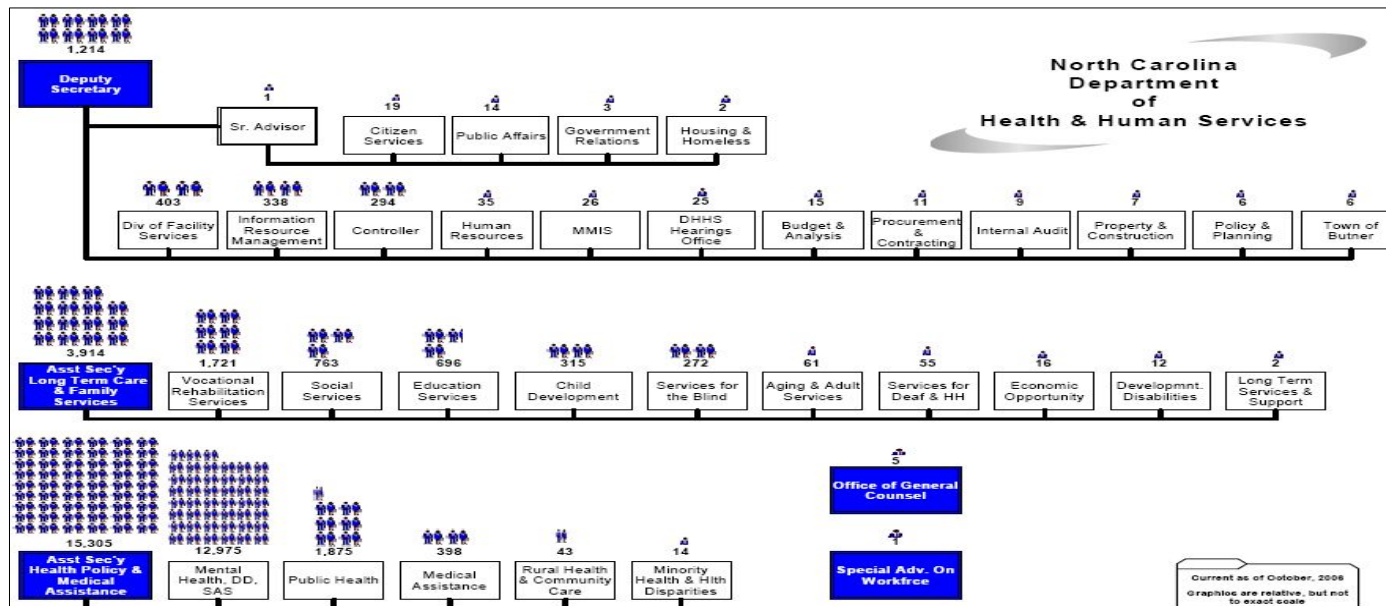 1,214
Deputy
Secretary
North Carolina
Department
of
Health & Human Services
1
Sr. Advisor
19
Citizen
Services
14
Public Affairs
3
Government
Relations
2
Housing &
Homeless
403
Div of Facility
Services
338
Information
Resource
Management
294
Controller
35
Human
Resources
26
MMIS
25
DHHS
Hearings
Office
15
Budget &
Analysis
11
Procurement
&
Contracting
9
Internal Audit
7
Property &
Construction
6
Policy &
Planning
6
Town of
Butner
3,914
Asst Sec'y
Long Term Care
& Family
Services
1,721
Vocational
Rehabilitation
Services
763
Social
Services
696
Education
Services
315
Child
Development
272
Services for
the Blind
61
Aging & Adult
Services
55
Services for
Deaf & HH
16
Economic
Opportunity
12
Developmnt.
Disabilities
2
Long Term
Services &
Support
15,305
Asst Sec'y
Health Policy &
Medical
Assistance
12,975
Mental
Health, DD,
SAS
1,875
Public Health
398
Medical
Assistance
43
Rural Health
& Community
Care
14
Minority
Health & Hlth
Disparities
5
Office of General
Counsel
1
Special Adv. On
Workfrce
Current as of October, 2006
Graphics are relative, but not
to exact scale